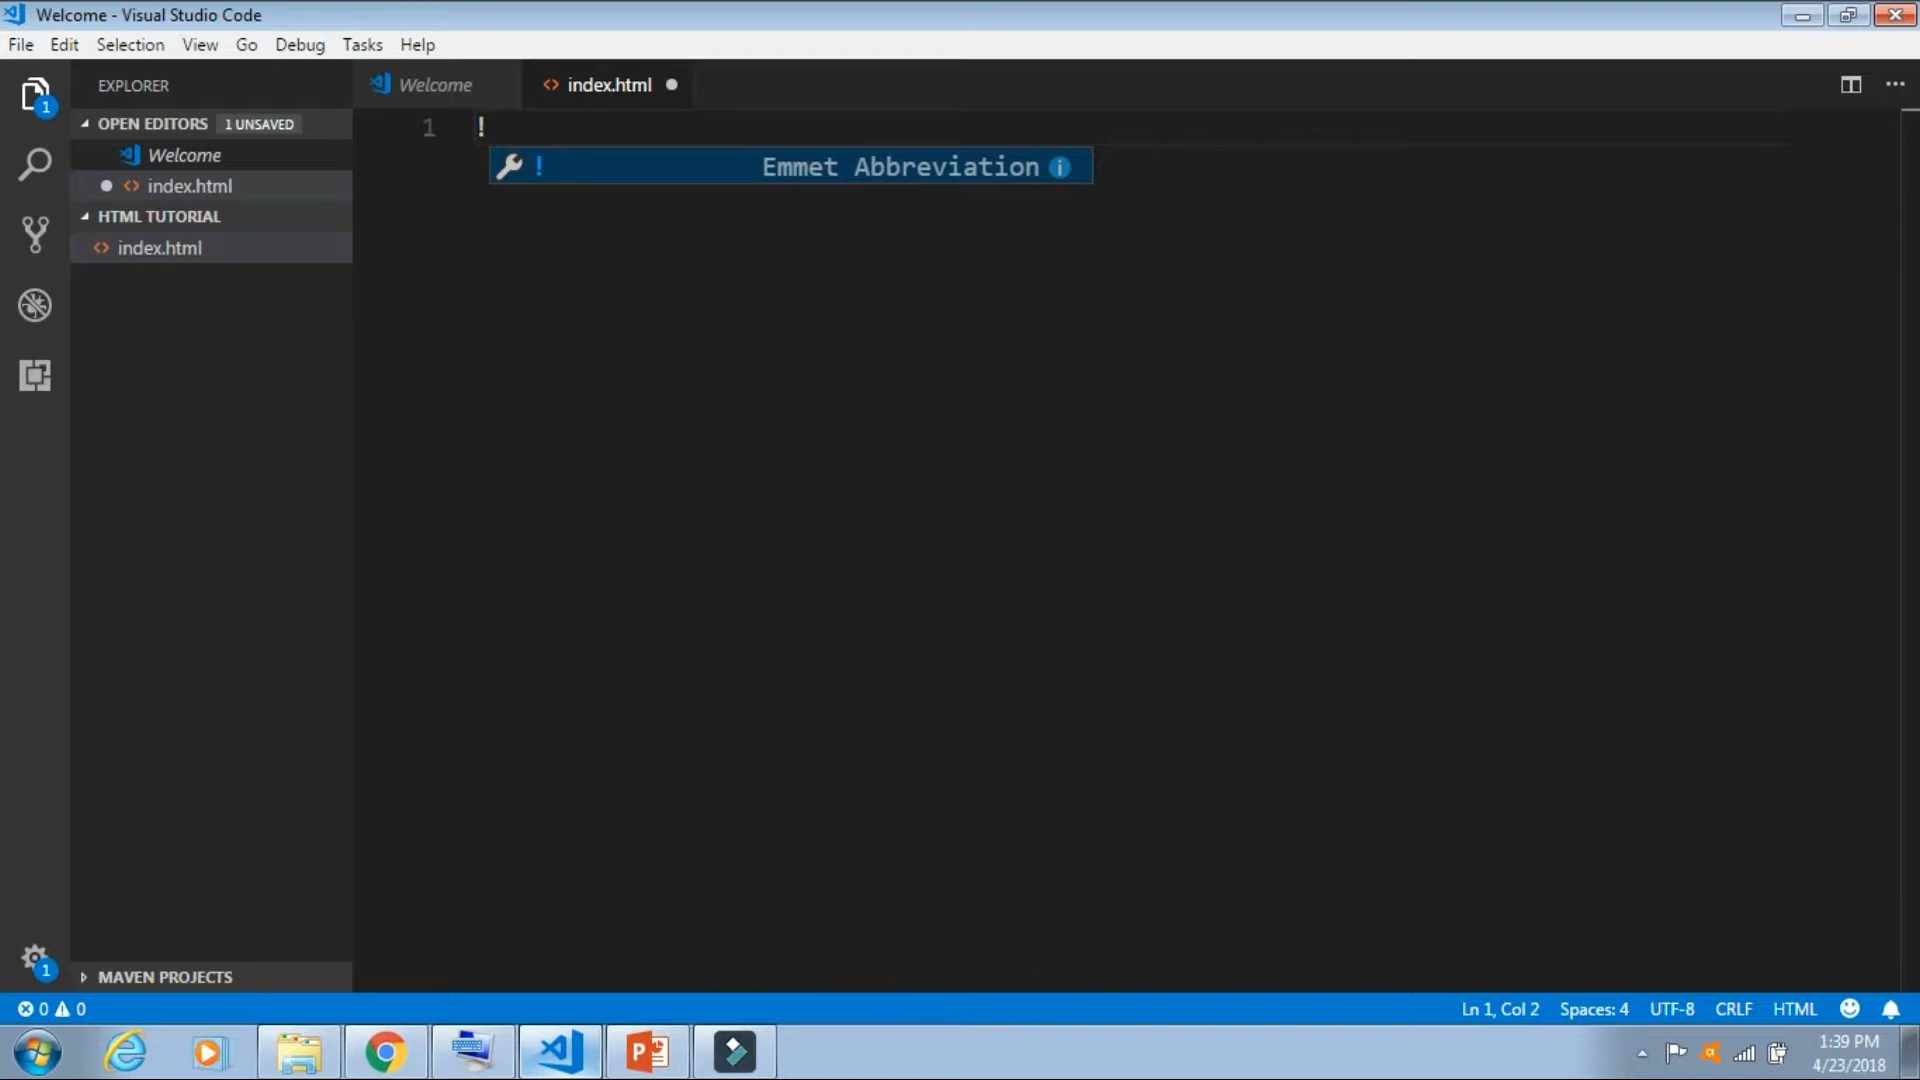 Welcome - Visual Studio Code
File Edit Selection View Go Debug Tasks Help
EXPLORER
Welcome
index.html
OPEN EDITORS 1 UNSAVED
Welcome
index.html
HTML TUTORIAL
index.html
MAVEN PROJECTS
1 !
! Emmet Abbreviation
1
1
0 0
Ln 1, Col 2 Spaces: 4 UTF-8 CRLF HTML
1:39 PM
4/23/2018